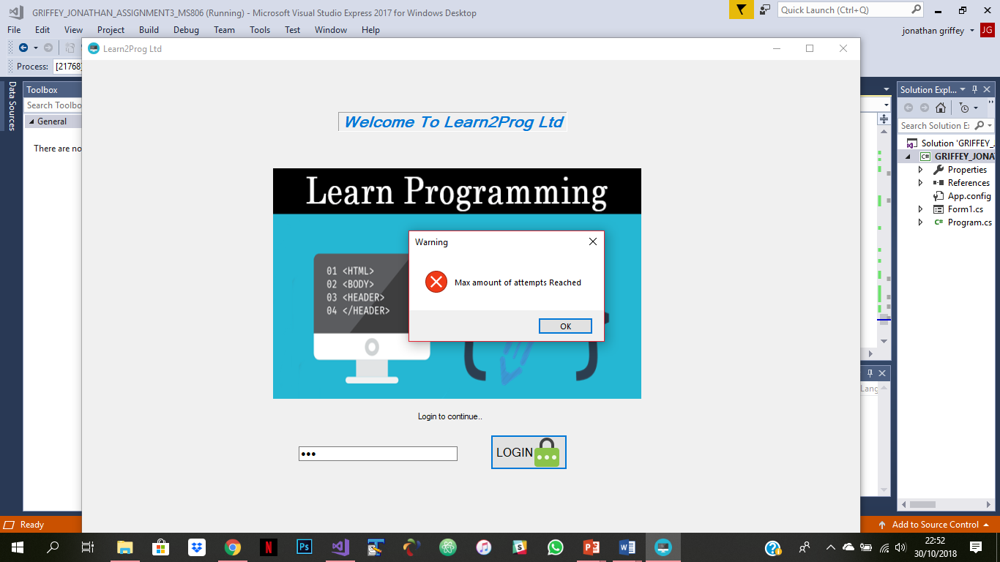 GRIFFEY_JONATHAN_ASSIGNMENT3_MS806 (Running) - Microsoft Visual Studio Express 2017 for Windows Desktop
Quick Launch (Ctrl+Q)
File Edit View Project Build Debug Team Tools Test Window Help
jonathan griffey JG
Learn2Prog Ltd
Process: [21768]
Data Sources
Toolbox
Search Toolbo
General
There are no
Welcome To Learn2Prog Ltd
Learn Programming
01 <HTML>
02 <BODY>
03 <HEADER>
04 </HEADER>
Warning
Max amount of attempts Reached
OK
Login to continue..
•••
LOGIN
Solution Expl...
Search Solution E
Solution 'GRIFFEY_
C# GRIFFEY_JONA
Properties
References
App.config
Form1.cs
C# Program.cs
Lang
Ready
Add to Source Control
22:52
30/10/2018